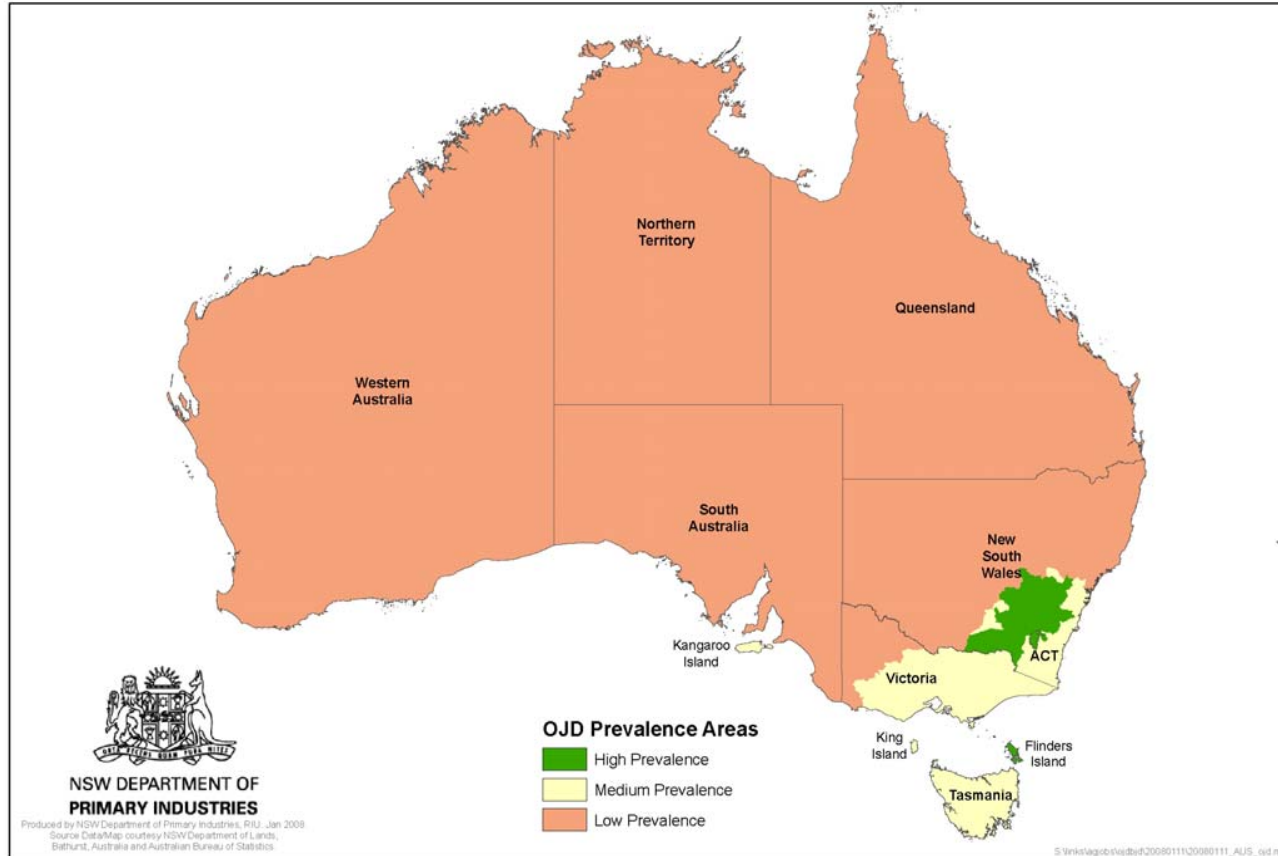 Northern
Territory
Queensland
Western
Australia
South
Australia
New
South
Wales
Kangaroo
Island
ACT
Victoria
King
Island
Flinders
Island
Tasmania
OJD Prevalence Areas
High Prevalence
Medium Prevalence
Low Prevalence
NSW DEPARTMENT OF
PRIMARY INDUSTRIES
Produced by NSW Department of Primary Industries, RIU. Jan 2008
Source Data/Map courtesy NSW Department of Lands,
Bathurst, Australia and Australian Bureau of Statistics.